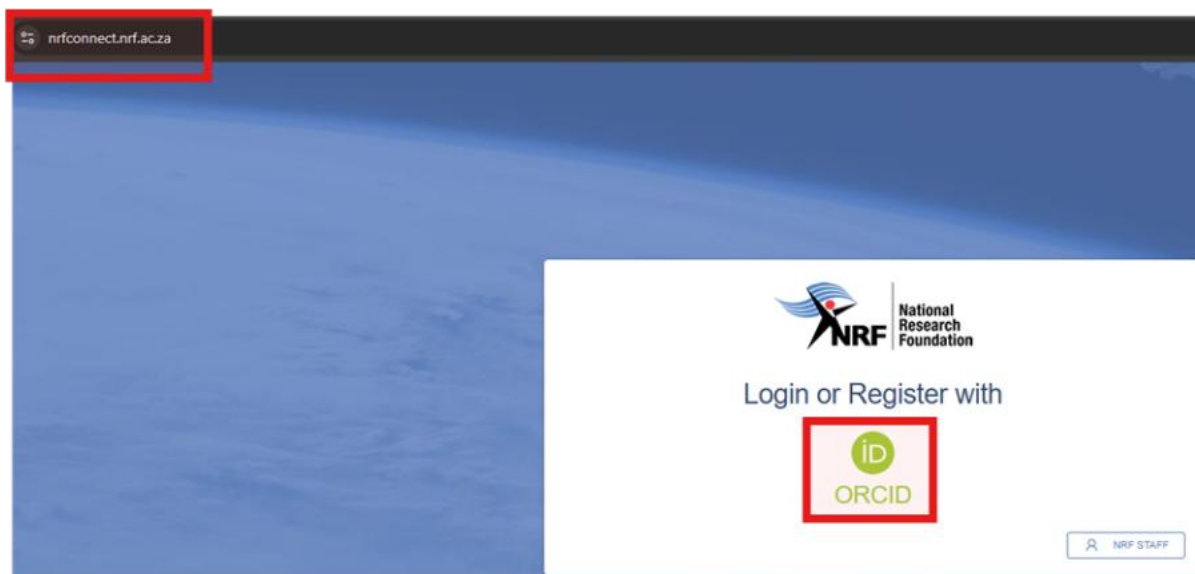 nrfconnect.nrf.ac.za
NRF
National
Research
Foundation
Login or Register with
iD
ORCID
NRF STAFF